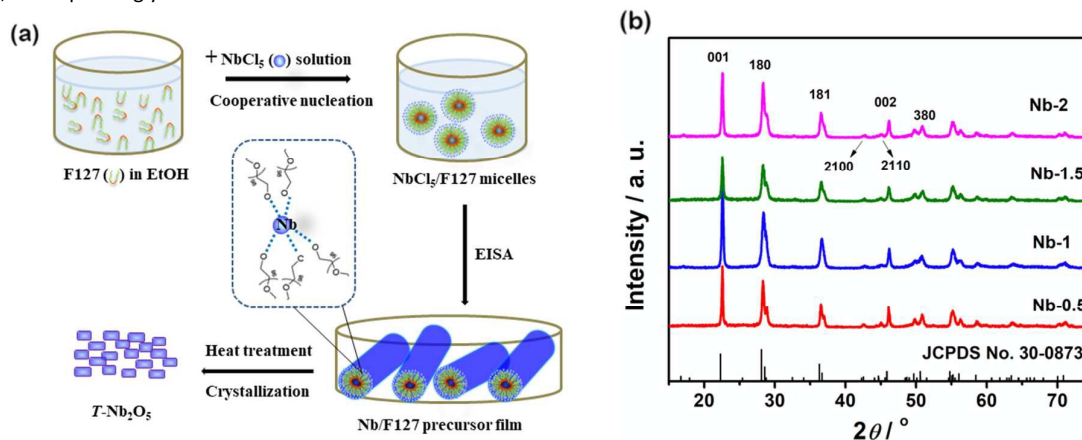 (a)
+ NbCl₅ ( ) solution
Cooperative nucleation
F127 ( ) in EtOH
NbCl₅/F127 micelles
Nb
EISA
Heat treatment
Crystallization
T-Nb₂O₅
Nb/F127 precursor film
(b)
Intensity / a. u.
001
180
181
002
380
2100
2110
Nb-2
Nb-1.5
Nb-1
Nb-0.5
JCPDS No. 30-0873
20 30 40 50 60 70
2θ / °